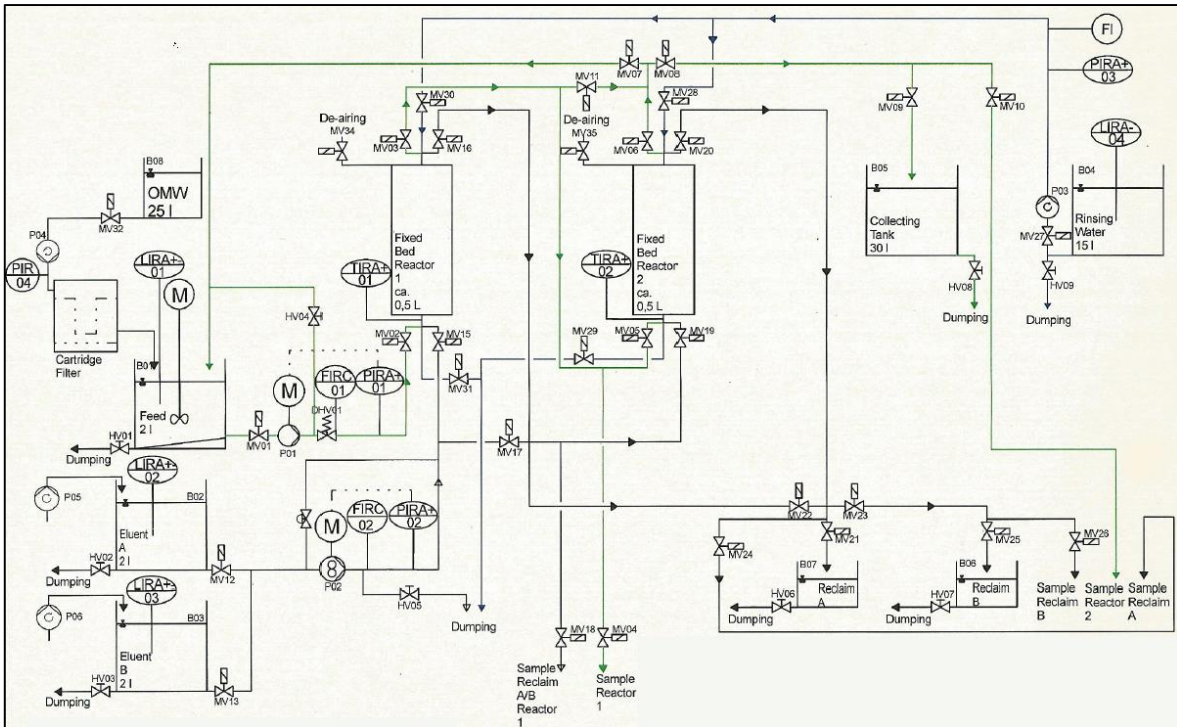 FI
PIRA+
03
MV07
MV08
MV11
MV30
MV28
MV09
MV10
De-airing
MV34
MV03
MV16
De-airing
MV35
MV06
MV20
LIRA-
04
B08
OMW
25 l
MV32
P04
PIR
04
LIRA+-
01
M
Cartridge
Filter
B05
Collecting
Tank
30 l
P03
MV27
B04
Rinsing
Water
15 l
HV08
HV09
Dumping
Dumping
Fixed
Bed
Reactor
1
ca.
0,5 L
TIRA+
01
Fixed
Bed
Reactor
2
ca.
0,5 L
TIRA+
02
HV04
MV02
MV15
MV29
MV05
MV19
MV31
B01
Feed
2 l
HV01
Dumping
MV01
M
P01
DHV01
FIRC
01
PIRA+
01
MV17
LIRA+-
02
P05
B02
Eluent
A
2 l
HV02
Dumping
MV12
M
P02
FIRC
02
PIRA+
02
HV05
Dumping
LIRA+-
03
P06
B03
Eluent
B
2 l
HV03
Dumping
MV13
MV18
MV04
Sample
Reclaim
A/B
Reactor
1
Sample
Reactor
1
MV22
MV23
MV24
MV21
MV25
MV26
B07
Reclaim
A
HV06
Dumping
B06
Reclaim
B
HV07
Dumping
Sample
Reclaim
B
Sample
Reactor
2
Sample
Reclaim
A